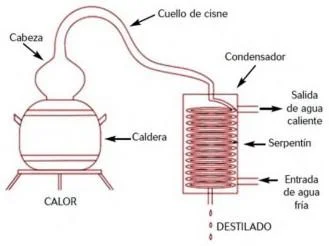 Cuello de cisne
Cabeza
Condensador
Salida
de agua
caliente
Caldera
Serpentín
Entrada
de agua
fría
CALOR
DESTILADO